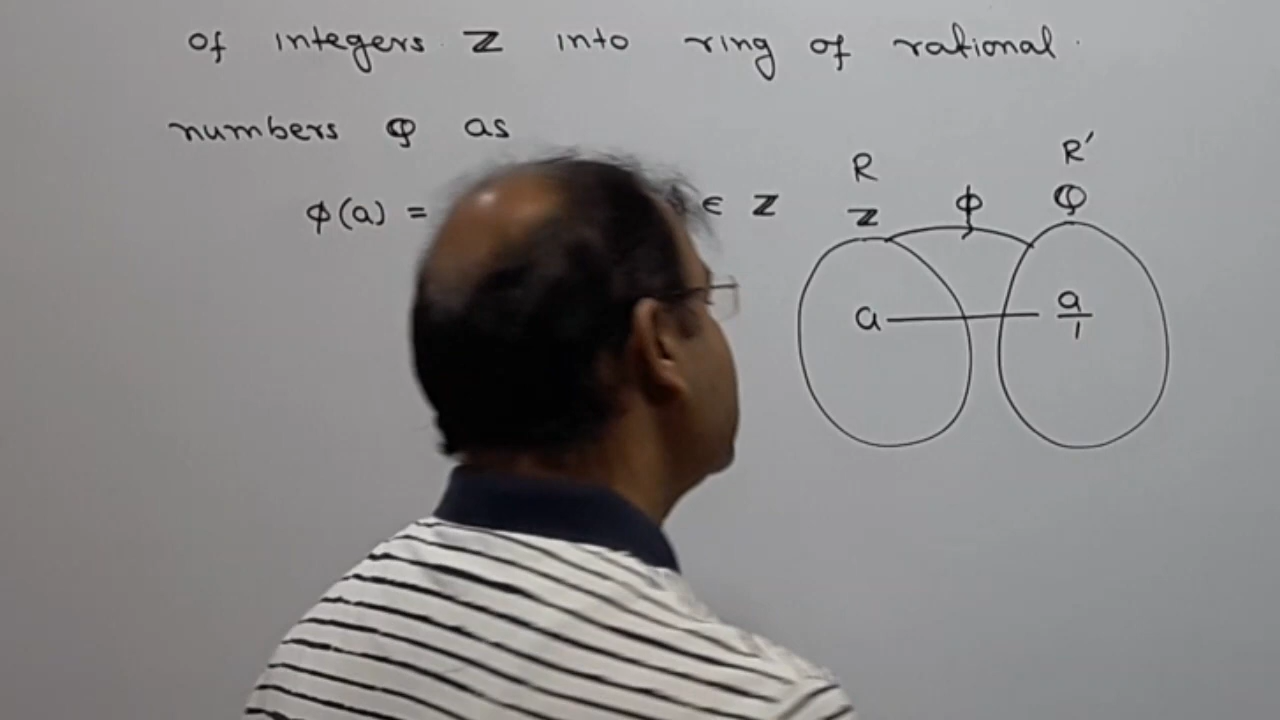 of integers Z into ring of rational
numbers Q as
φ(a) = ∈ Z
R R'
Z φ Q
a a/1